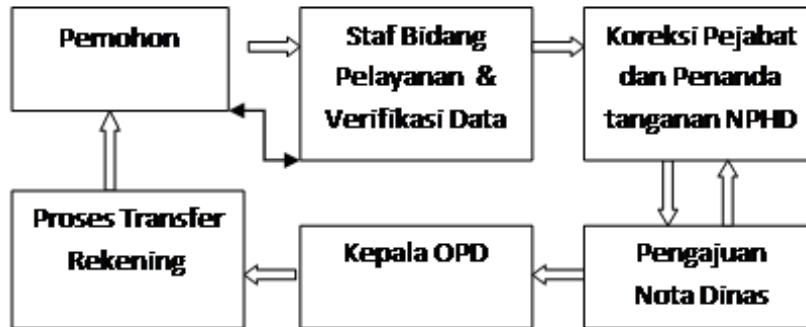 Pemohon
Staf Bidang
Pelayanan &
Verifikasi Data
Koreksi Pejabat
dan Penanda
tanganan NPHD
Proses Transfer
Rekening
Kepala OPD
Pengajuan
Nota Dinas